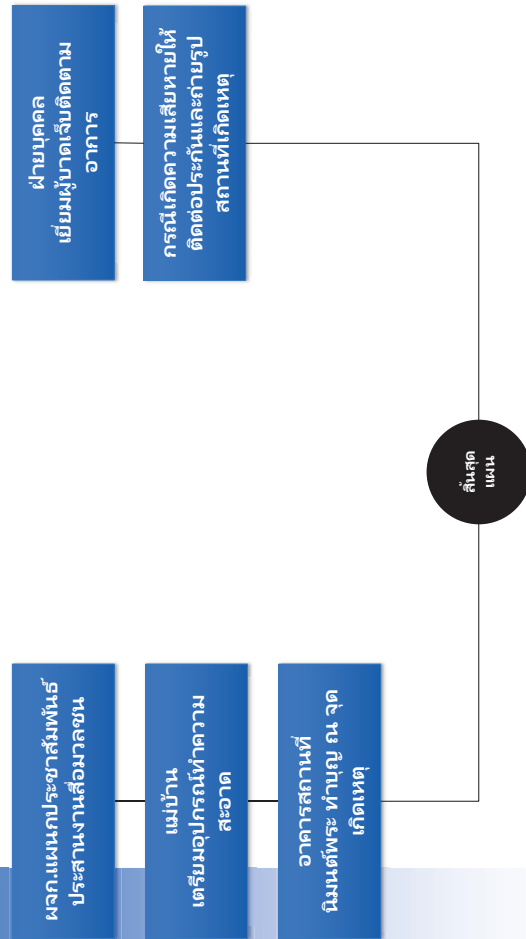 ผจก.แผนกประชาสัมพันธ์
ประสานงานสื่อมวลชน
แม่บ้าน
เตรียมอุปกรณ์ทำความ
สะอาด
อาคารสถานที่
นิมนต์พระ ทำบุญ ณ จุด
เกิดเหตุ
ฝ่ายบุคคล
เยี่ยมผู้บาดเจ็บติดตาม
อาการ
กรณีเกิดความเสียหายให้
ติดต่อประกันและถ่ายรูป
สถานที่เกิดเหตุ
สิ้นสุด
แผน